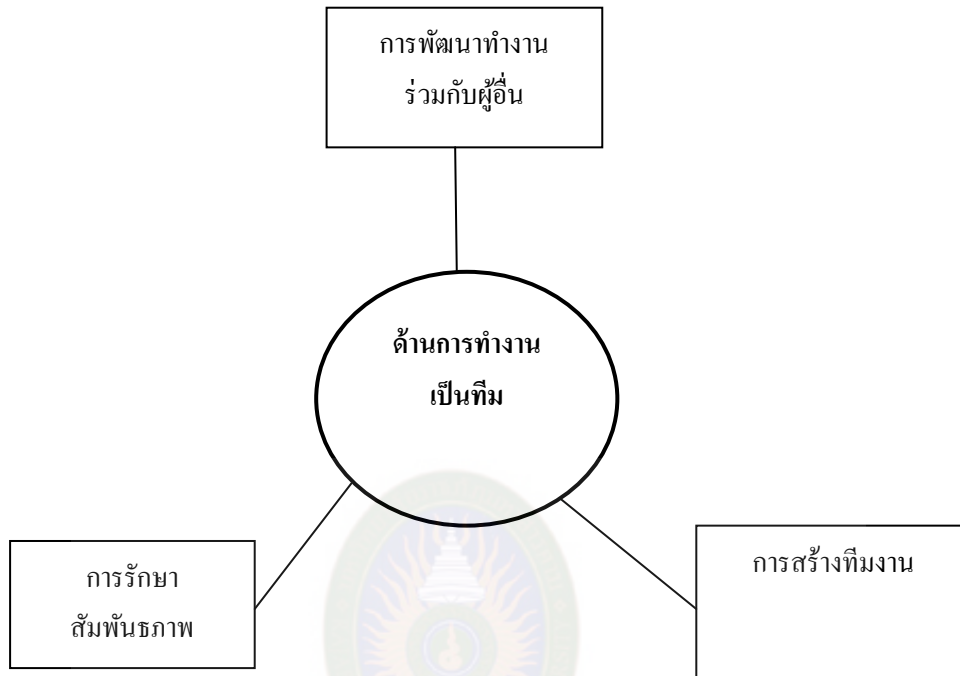 การพัฒนาทำงาน
ร่วมกับผู้อื่น
ด้านการทำงาน
เป็นทีม
การรักษา
สัมพันธภาพ
การสร้างทีมงาน